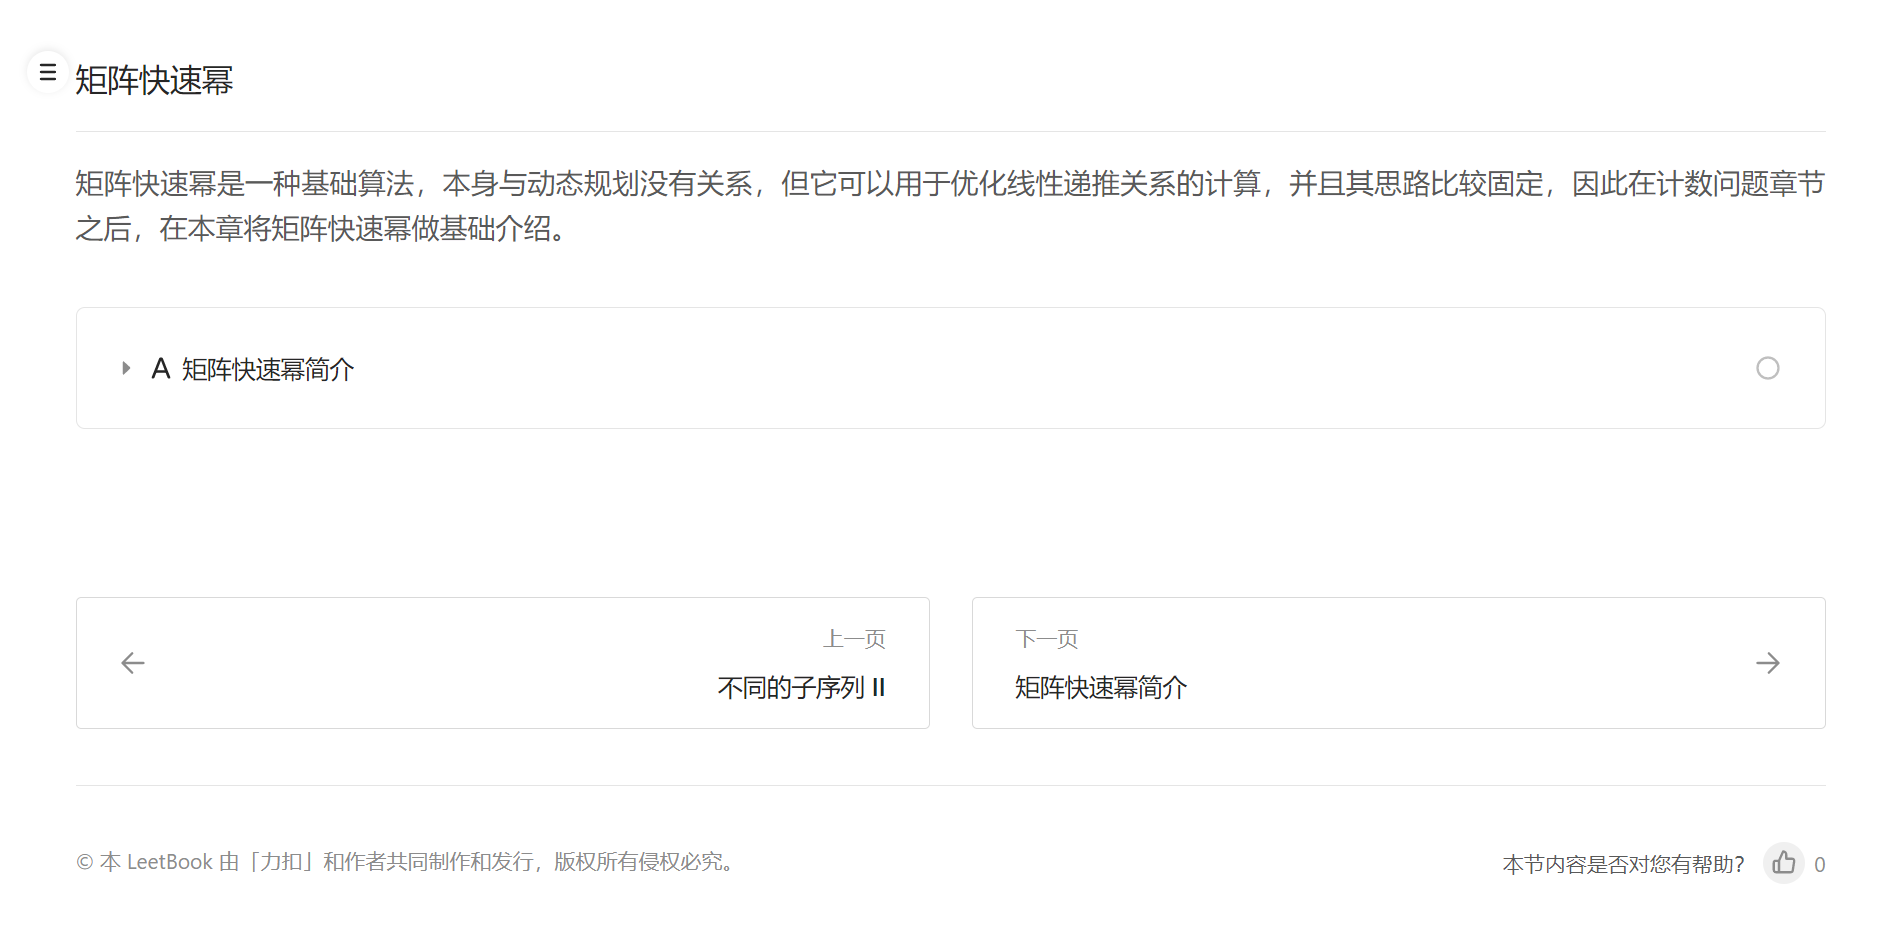 矩阵快速幂
矩阵快速幂是一种基础算法，本身与动态规划没有关系，但它可以用于优化线性递推关系的计算，并且其思路比较固定，因此在计数问题章节
之后，在本章将矩阵快速幂做基础介绍。
A 矩阵快速幂简介
上一页
不同的子序列 II
下一页
矩阵快速幂简介
© 本 LeetBook 由「力扣」和作者共同制作和发行，版权所有侵权必究。
本节内容是否对您有帮助？ 0